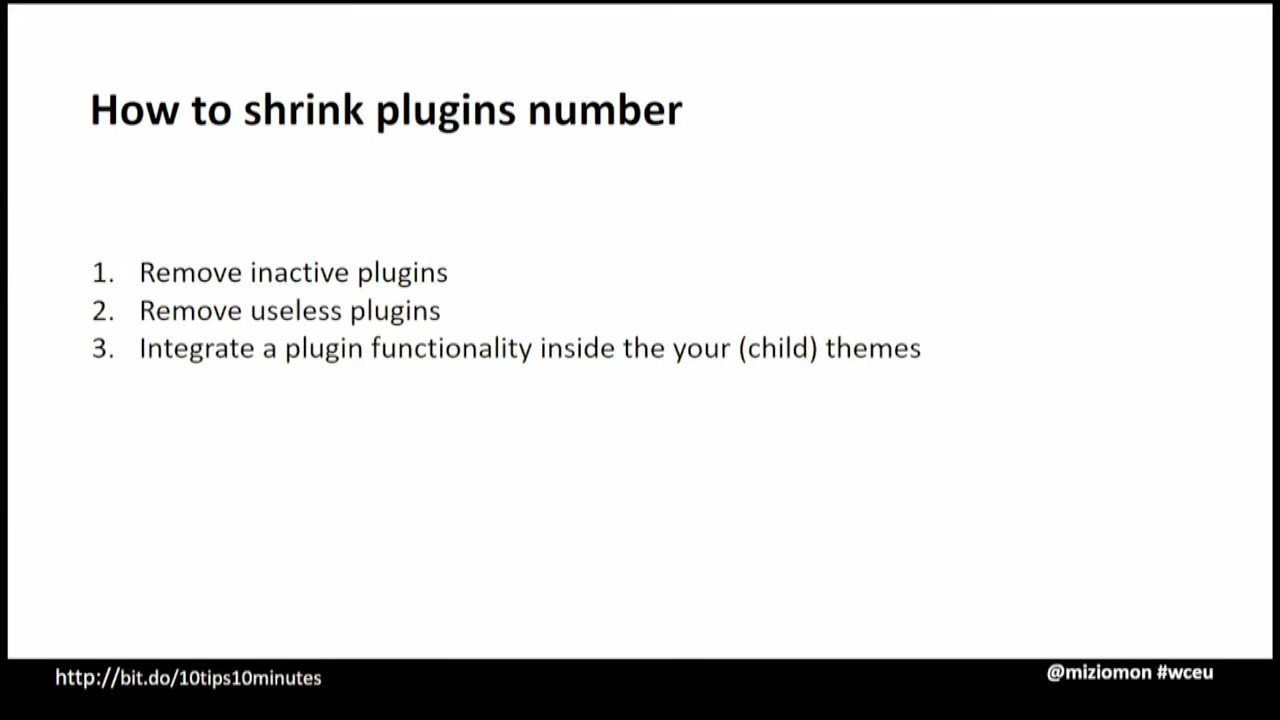 How to shrink plugins number
1. Remove inactive plugins
2. Remove useless plugins
3. Integrate a plugin functionality inside the your (child) themes
http://bit.do/10tips10minutes
@miziomon #wceu